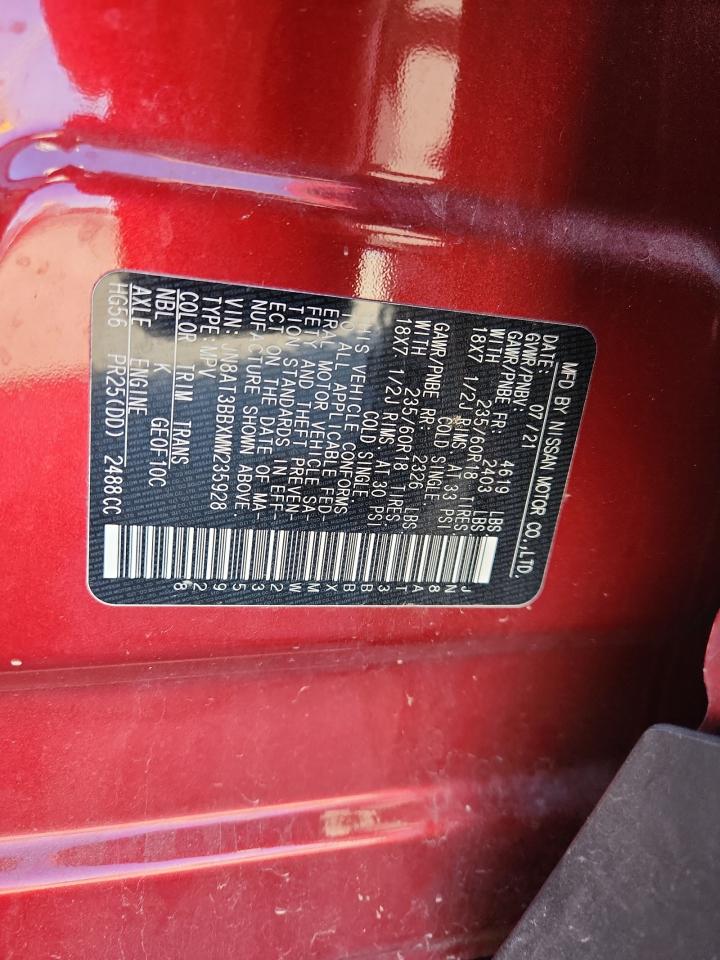 MFD BY NISSAN MOTOR CO.,LTD.
DATE: 07/21
GVWR/PNBV: 4619 LBS
GAWR/PNBE FR: 2403 LBS
WITH 235/60R18 TIRES
18X7 1/2J RIMS AT 33 PSI
COLD SINGLE
GAWR/PNBE RR: 2326 LBS
WITH 235/60R18 TIRES
18X7 1/2J RIMS AT 30 PSI
COLD SINGLE
THIS VEHICLE CONFORMS
TO ALL APPLICABLE FED-
ERAL MOTOR VEHICLE SA-
FETY AND THEFT PREVEN-
TION STANDARDS IN EFF-
ECT ON THE DATE OF MA-
NUFACTURE SHOWN ABOVE.
VIN: JN8AT3BBXMW235928
TYPE: MPV
COLOR TRIM TRANS
NBL K GE0F10C
AXLE ENGINE
HG56 PR25(DD) 2488CC
JN8AT3BBXMW235928